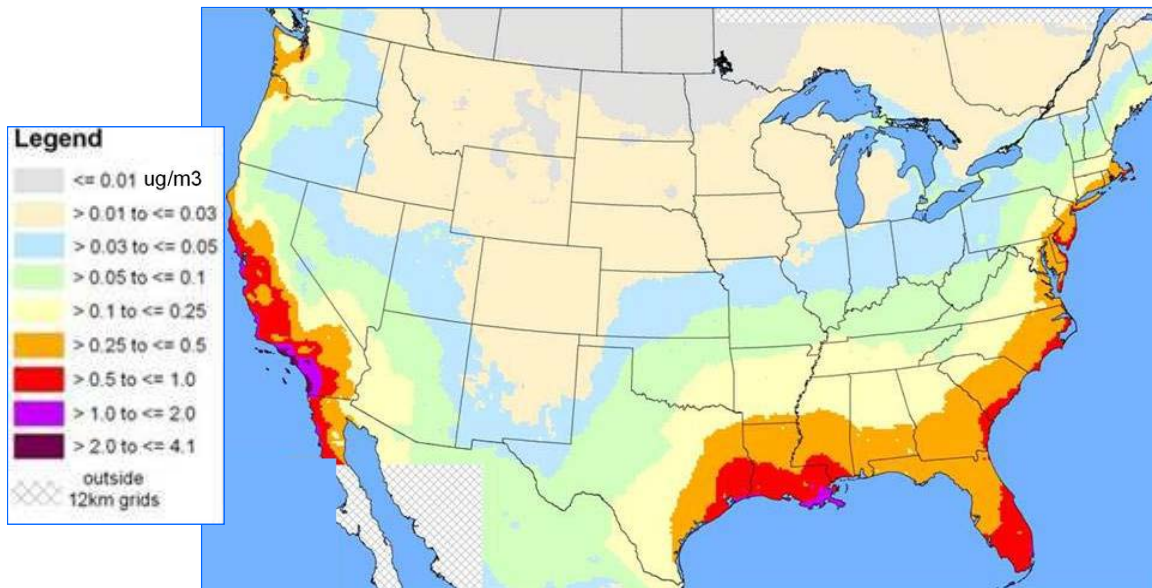 Legend
<= 0.01 ug/m3
> 0.01 to <= 0.03
> 0.03 to <= 0.05
> 0.05 to <= 0.1
> 0.1 to <= 0.25
> 0.25 to <= 0.5
> 0.5 to <= 1.0
> 1.0 to <= 2.0
> 2.0 to <= 4.1
outside
12km grids